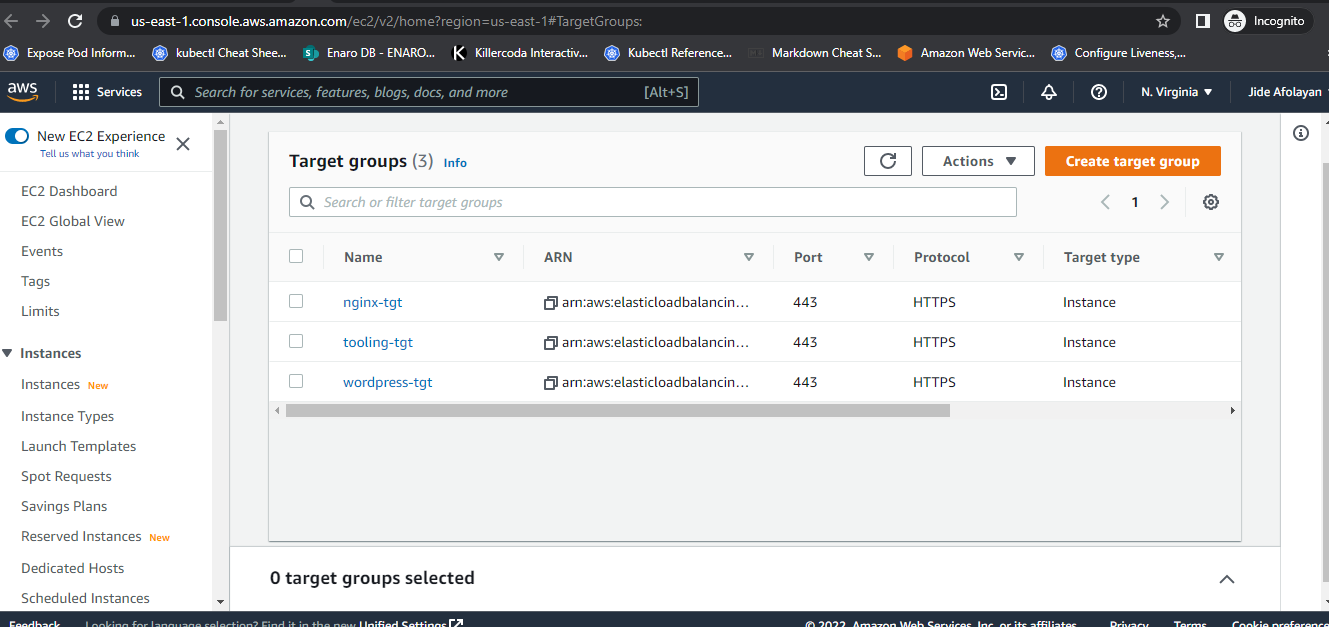 us-east-1.console.aws.amazon.com/ec2/v2/home?region=us-east-1#TargetGroups:
Incognito
Expose Pod Inform... kubectl Cheat Shee... Enaro DB - ENARO... Killercoda Interactiv... Kubectl Reference... Markdown Cheat S... Amazon Web Servic... Configure Liveness,...
aws Services Search for services, features, blogs, docs, and more [Alt+S] N. Virginia Jide Afolayan
New EC2 Experience
Tell us what you think
EC2 Dashboard
EC2 Global View
Events
Tags
Limits
Instances
Instances New
Instance Types
Launch Templates
Spot Requests
Savings Plans
Reserved Instances New
Dedicated Hosts
Scheduled Instances
Target groups (3) Info
Actions
Create target group
Search or filter target groups
1
Name ARN Port Protocol Target type
nginx-tgt arn:aws:elasticloadbalancin... 443 HTTPS Instance
tooling-tgt arn:aws:elasticloadbalancin... 443 HTTPS Instance
wordpress-tgt arn:aws:elasticloadbalancin... 443 HTTPS Instance
0 target groups selected
Feedback Looking for language selection? Find it in the new Unified Settings © 2022, Amazon Web Services, Inc. or its affiliates. Privacy Terms Cookie preference